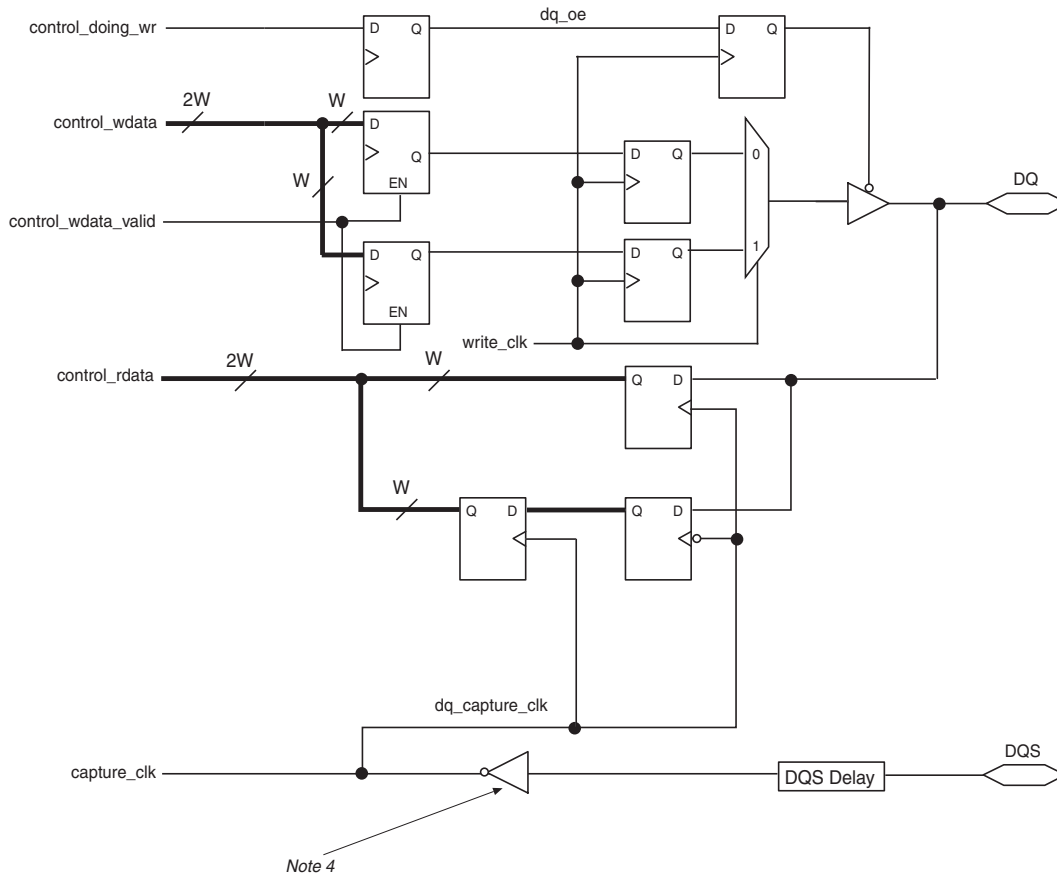 control_doing_wr
D Q
dq_oe
D Q
2W
W
control_wdata
D
Q
EN
D Q
0
DQ
W
control_wdata_valid
D Q
EN
D Q
1
write_clk
control_rdata
2W
W
Q D
W
Q D
Q D
dq_capture_clk
capture_clk
DQS Delay
DQS
Note 4